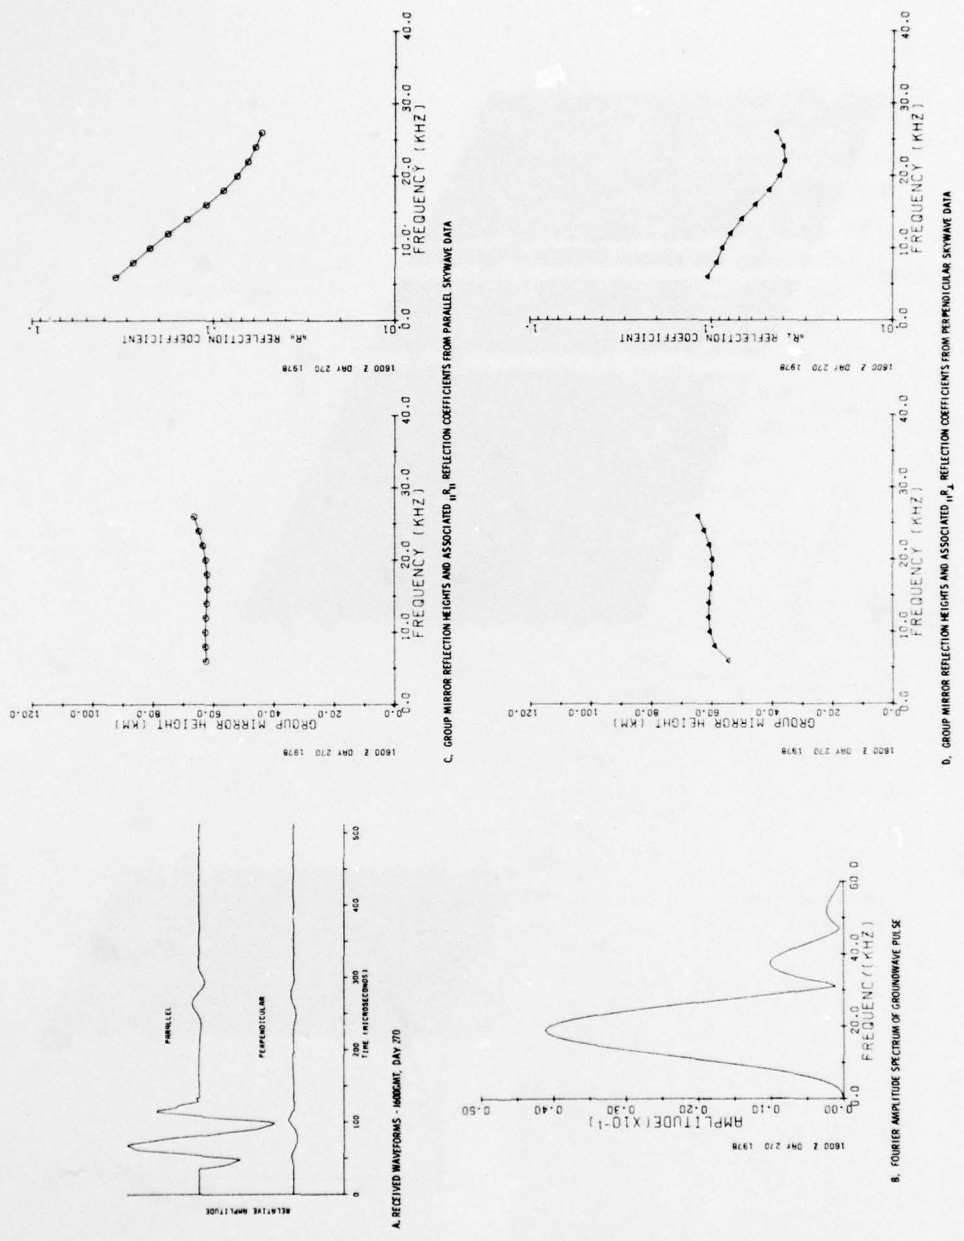 RELATIVE AMPLITUDE
PARALLEL
PERPENDICULAR
0 100 200 300 400 500
TIME (MICROSECONDS)
A. RECEIVED WAVEFORMS - 1600GMT, DAY 270
1600 Z DAY 270 1978
AMPLITUDE(X10⁻¹)
0.50 0.40 0.30 0.20 0.10 0.00
0.0 20.0 40.0 60.0
FREQUENCY(KHZ)
B. FOURIER AMPLITUDE SPECTRUM OF GROUNDWAVE PULSE
1600 Z DAY 270 1978
GROUP MIRROR HEIGHT (KM)
120.0 100.0 80.0 60.0 40.0 20.0 0.0
0.0 10.0 20.0 30.0 40.0
FREQUENCY (KHZ)
1600 Z DAY 270 1978
REFLECTION COEFFICIENT
0.0 10.0 20.0 30.0 40.0
FREQUENCY (KHZ)
C. GROUP MIRROR REFLECTION HEIGHTS AND ASSOCIATED ||R|| REFLECTION COEFFICIENTS FROM PARALLEL SKYWAVE DATA
1600 Z DAY 270 1978
GROUP MIRROR HEIGHT (KM)
120.0 100.0 80.0 60.0 40.0 20.0 0.0
0.0 10.0 20.0 30.0 40.0
FREQUENCY (KHZ)
1600 Z DAY 270 1978
REFLECTION COEFFICIENT
0.0 10.0 20.0 30.0 40.0
FREQUENCY (KHZ)
D. GROUP MIRROR REFLECTION HEIGHTS AND ASSOCIATED ||R⊥ REFLECTION COEFFICIENTS FROM PERPENDICULAR SKYWAVE DATA